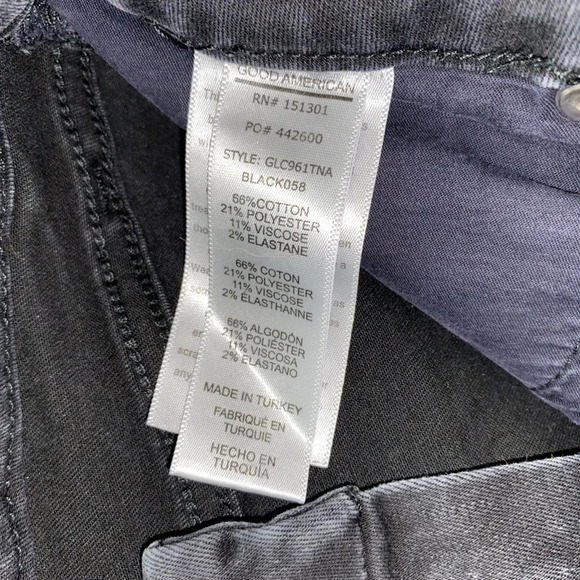 GOOD AMERICAN
RN# 151301
PO# 442600
STYLE: GLC961TNA
BLACK058
66%COTTON
21% POLYESTER
11% VISCOSE
2% ELASTANE
66% COTON
21% POLYESTER
11% VISCOSE
2% ÉLASTHANNE
66% ALGODÓN
21% POLIÉSTER
11% VISCOSA
2% ELASTANO
MADE IN TURKEY
FABRIQUÉ EN
TURQUIE
HECHO EN
TURQUÍA